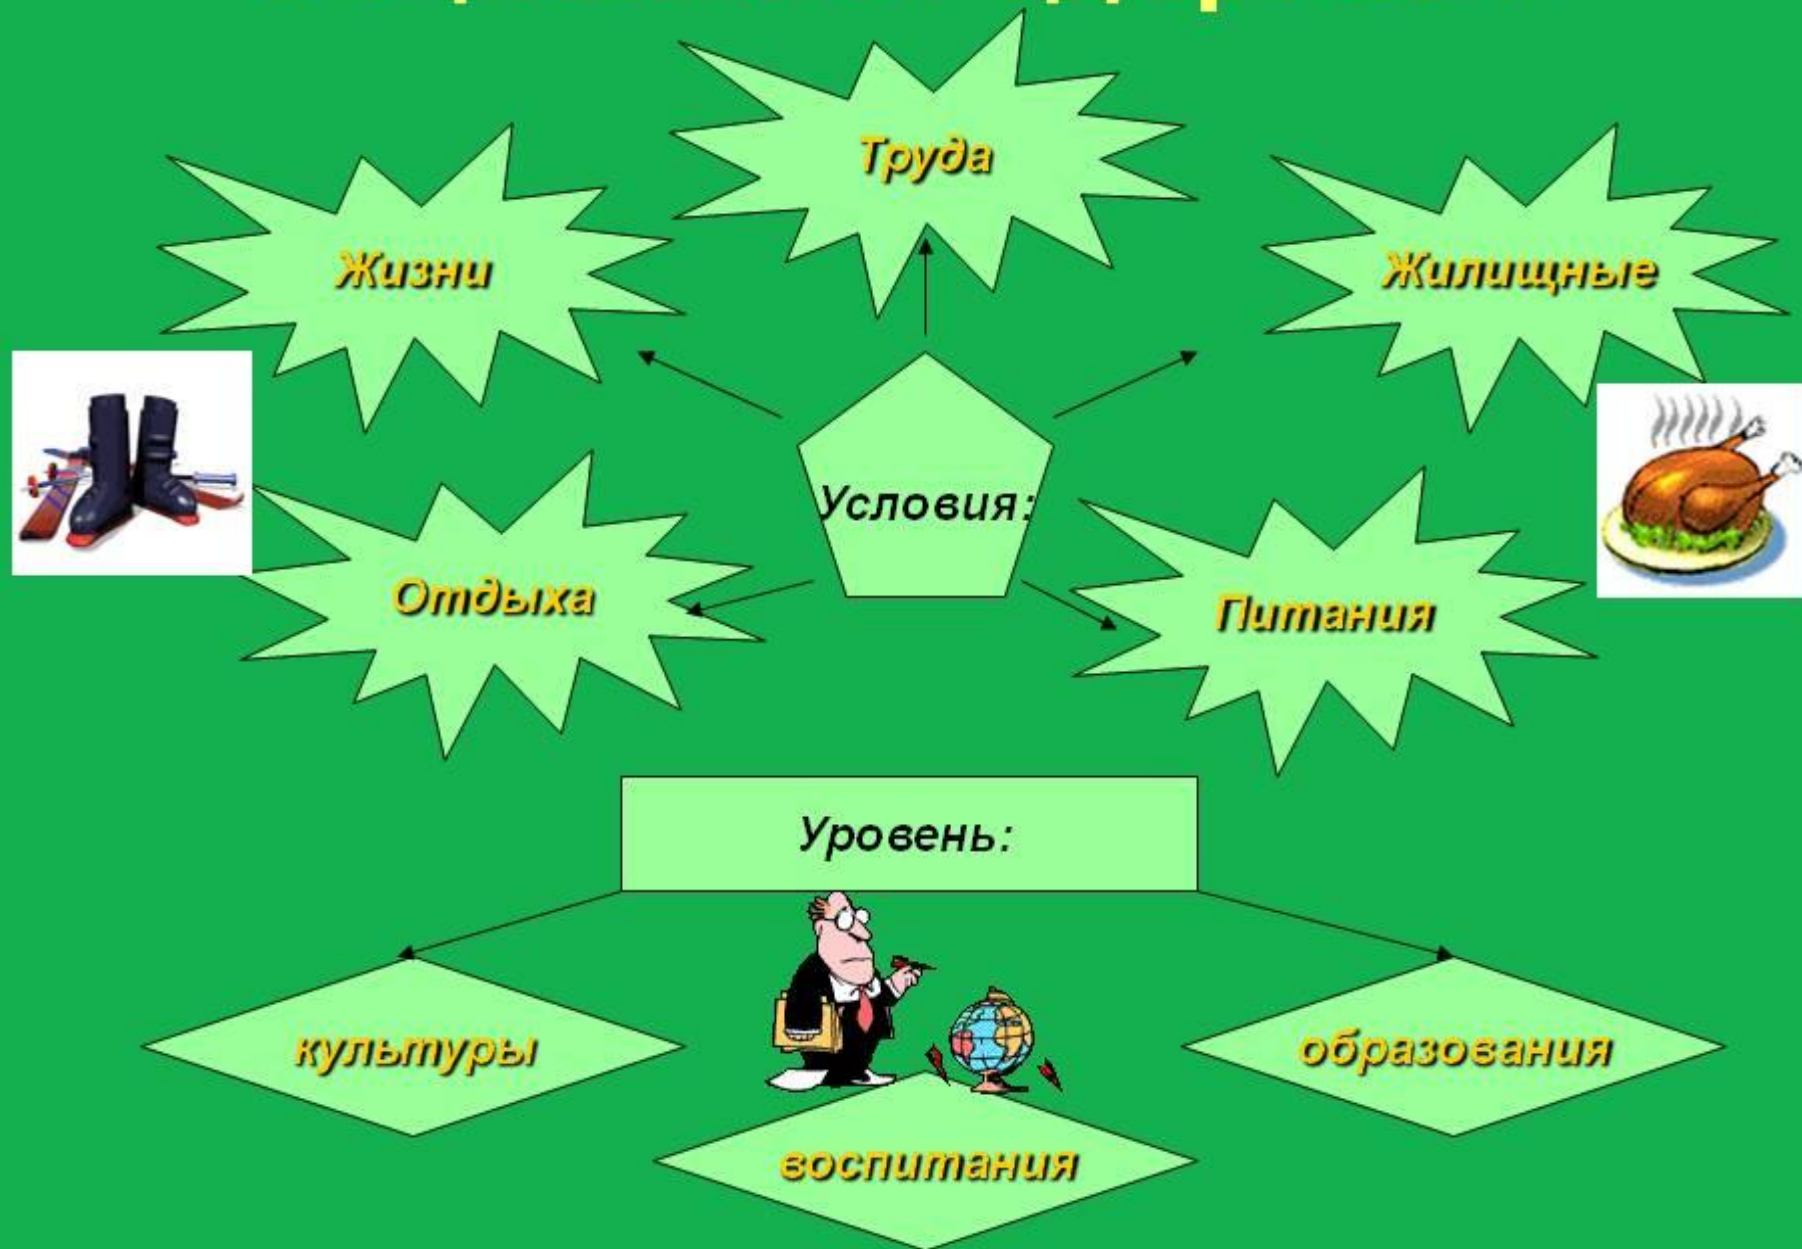 Труда
Жизни
Жилищные
Условия:
Отдыха
Питания
Уровень:
культуры
образования
воспитания